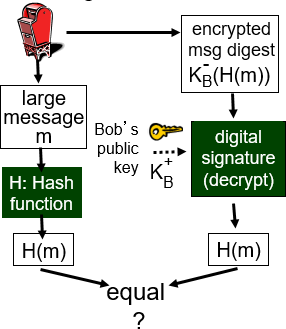 encrypted
msg digest
K_B^-(H(m))
large
message
m
Bob's
public
key K_B^+
digital
signature
(decrypt)
H: Hash
function
H(m)
H(m)
equal
?